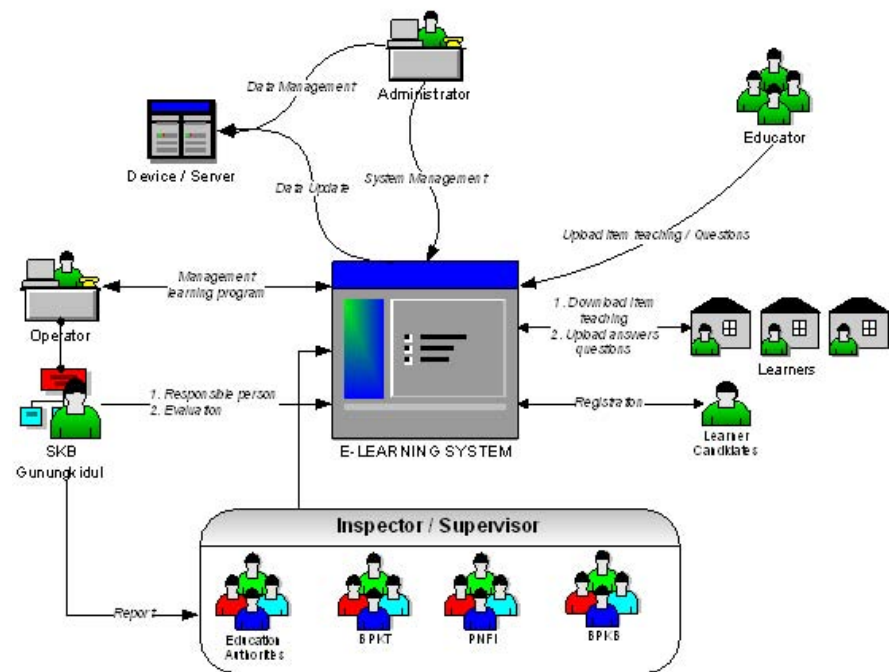 Administrator
Data Management
Educator
Device / Server
Data Update
System Management
Upload item teaching / Questions
Management
learning program
Operator
1. Download item
teaching
2. Upload answers
questions
Learners
1. Responsible person
2. Evaluation
Registration
E-LEARNING SYSTEM
Learner
Candidates
SKB
Gunungkidul
Inspector / Supervisor
Report
Education
Authorites
BPKT
PNFI
BPKB